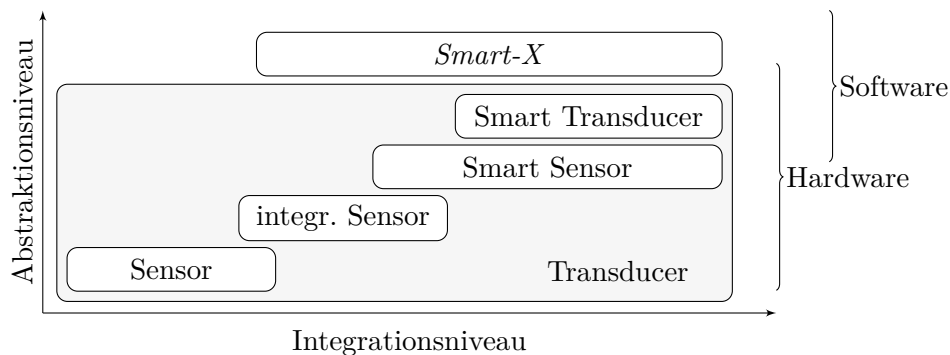 Abstraktionsniveau
Smart-X
Smart Transducer
Smart Sensor
integr. Sensor
Sensor
Transducer
Software
Hardware
Integrationsniveau